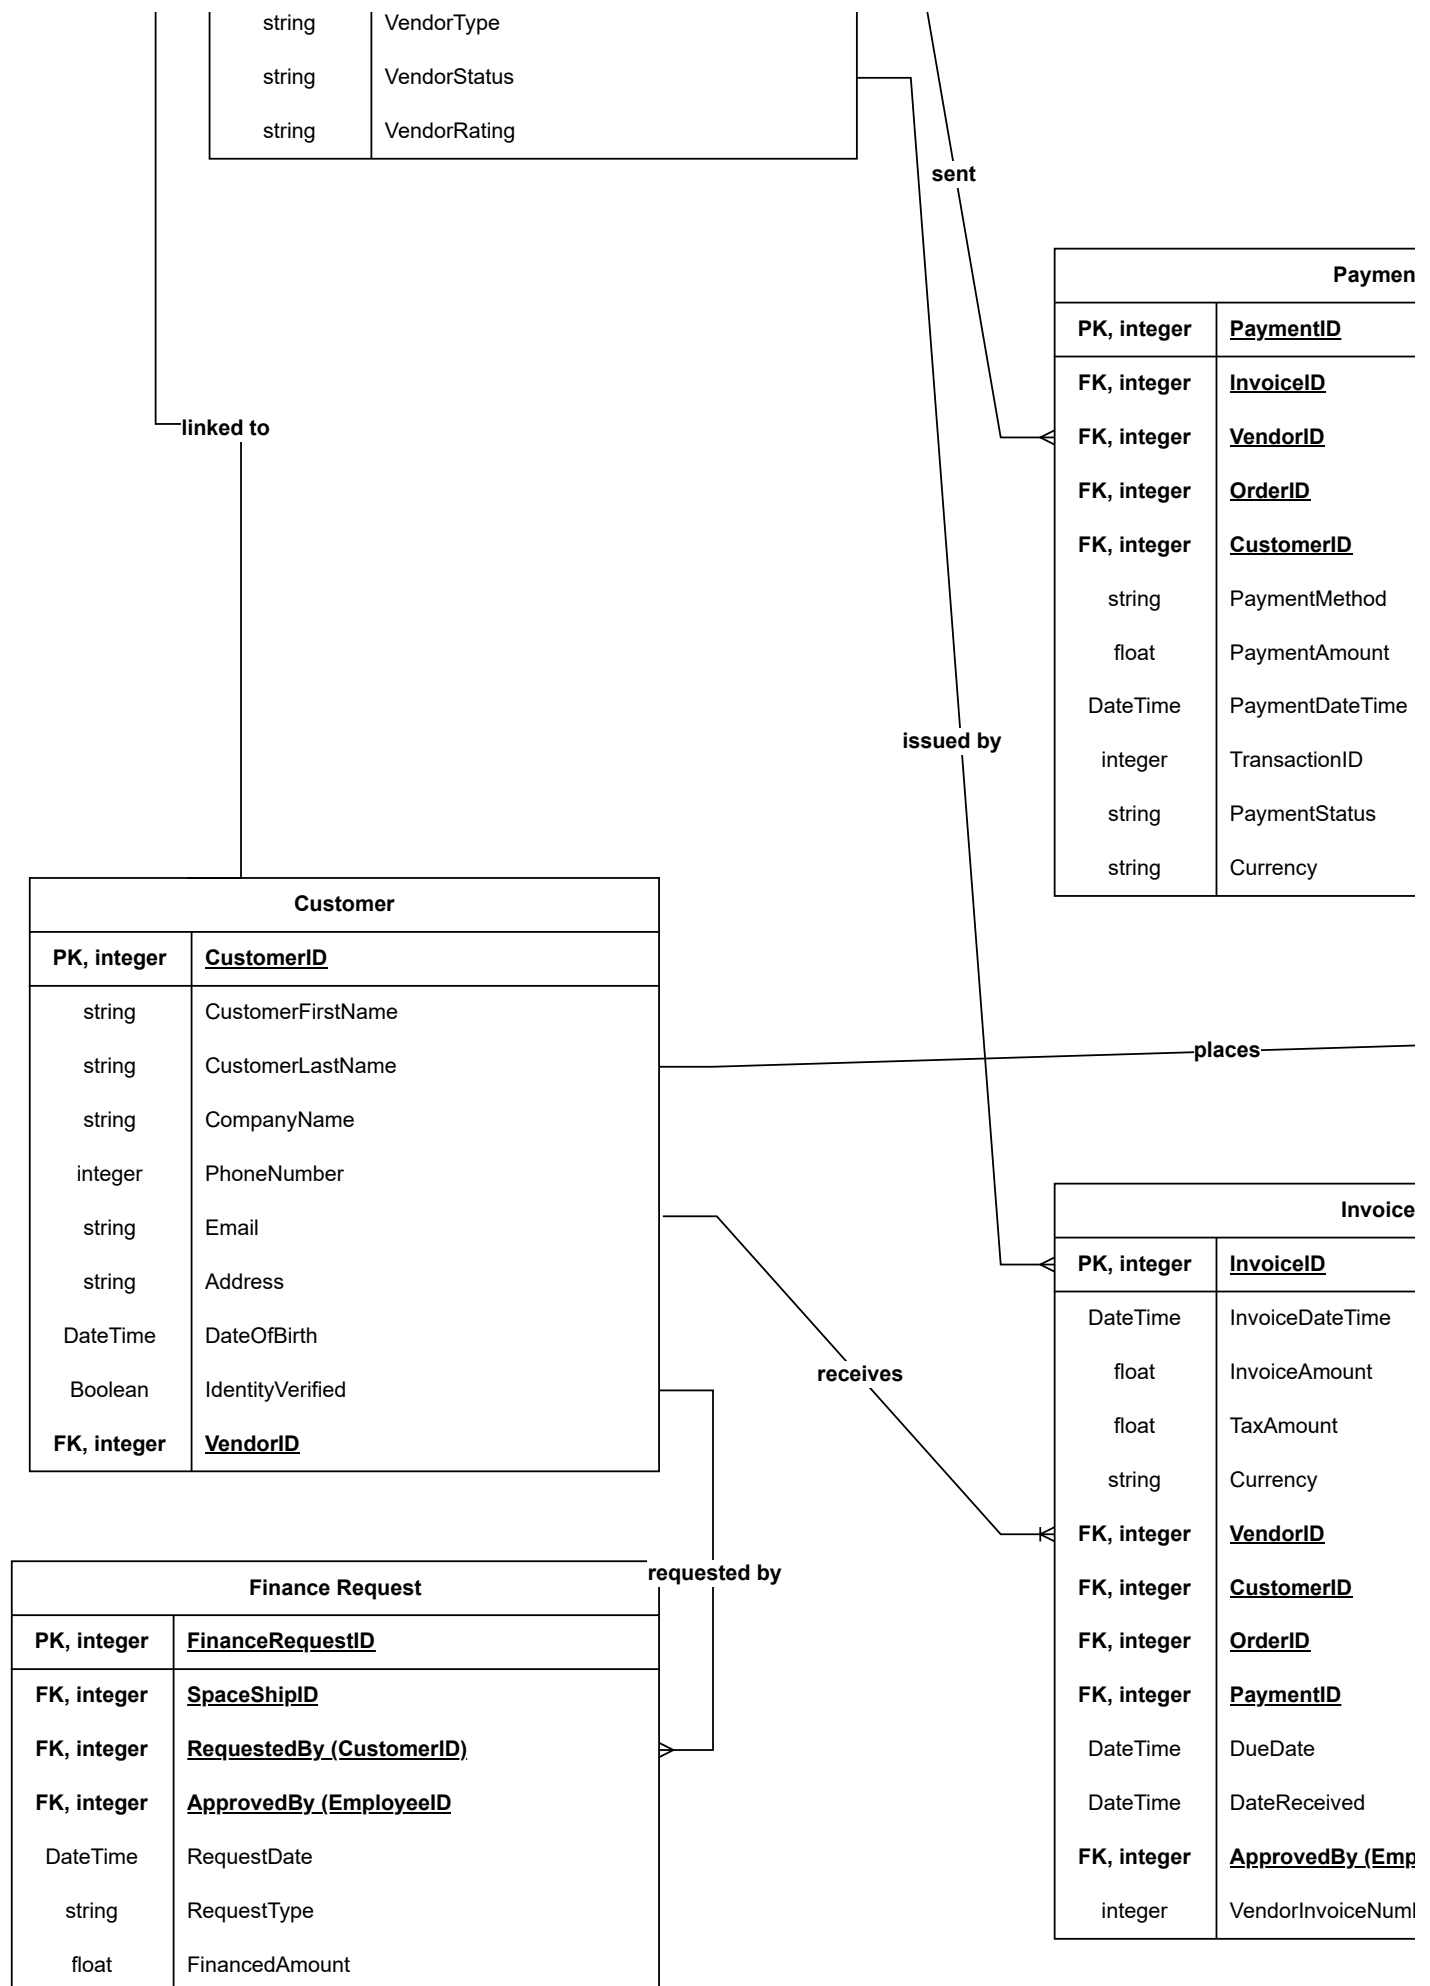 string VendorType
string VendorStatus
string VendorRating
sent
linked to
issued by
Paymen
PK, integer PaymentID
FK, integer InvoiceID
FK, integer VendorID
FK, integer OrderID
FK, integer CustomerID
string PaymentMethod
float PaymentAmount
DateTime PaymentDateTime
integer TransactionID
string PaymentStatus
string Currency
Customer
PK, integer CustomerID
string CustomerFirstName
string CustomerLastName
string CompanyName
integer PhoneNumber
string Email
string Address
DateTime DateOfBirth
Boolean IdentityVerified
FK, integer VendorID
places
receives
requested by
Invoice
PK, integer InvoiceID
DateTime InvoiceDateTime
float InvoiceAmount
float TaxAmount
string Currency
FK, integer VendorID
FK, integer CustomerID
FK, integer OrderID
FK, integer PaymentID
DateTime DueDate
DateTime DateReceived
FK, integer ApprovedBy (Emp
integer
Finance Request
PK, integer FinanceRequestID
FK, integer SpaceShipID
FK, integer RequestedBy (CustomerID)
FK, integer ApprovedBy (EmployeeID
DateTime RequestDate
string RequestType
float FinancedAmount